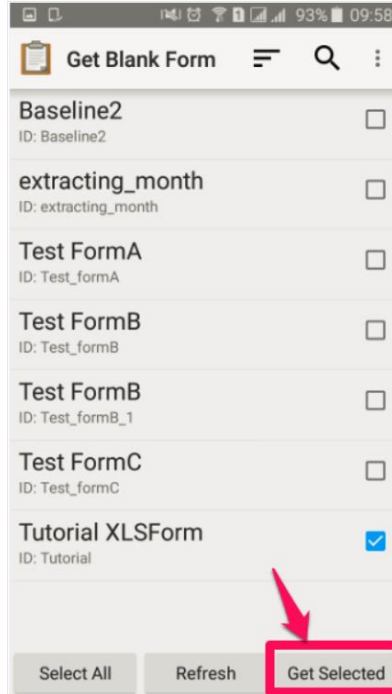 93% 09:58
Get Blank Form
Baseline2
ID: Baseline2
extracting_month
ID: extracting_month
Test FormA
ID: Test_formA
Test FormB
ID: Test_formB
Test FormB
ID: Test_formB_1
Test FormC
ID: Test_formC
Tutorial XLSForm
ID: Tutorial
Select All Refresh Get Selected